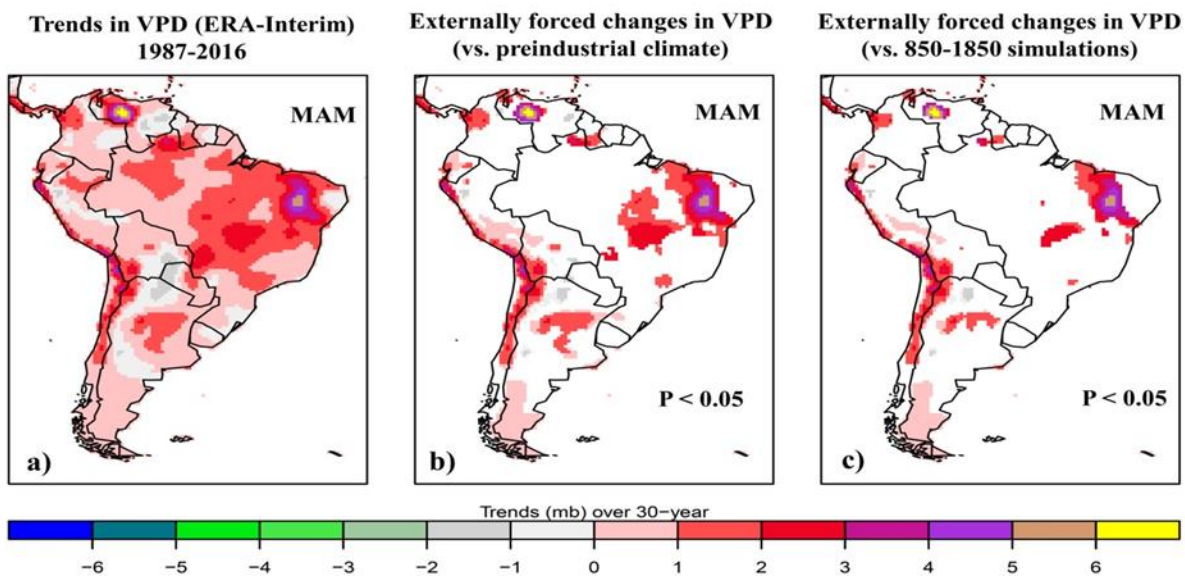 Trends in VPD (ERA-Interim)
1987-2016
Externally forced changes in VPD
(vs. preindustrial climate)
Externally forced changes in VPD
(vs. 850-1850 simulations)
MAM
a)
MAM
P < 0.05
b)
MAM
P < 0.05
c)
Trends (mb) over 30−year
−6 −5 −4 −3 −2 −1 0 1 2 3 4 5 6